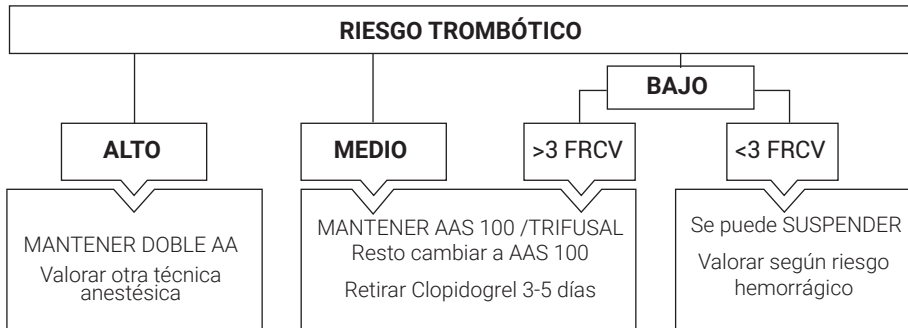 RIESGO TROMBÓTICO
BAJO
ALTO
MEDIO
>3 FRCV
<3 FRCV
MANTENER DOBLE AA
Valorar otra técnica
anestésica
MANTENER AAS 100 /TRIFUSAL
Resto cambiar a AAS 100
Retirar Clopidogrel 3-5 días
Se puede SUSPENDER
Valorar según riesgo
hemorrágico